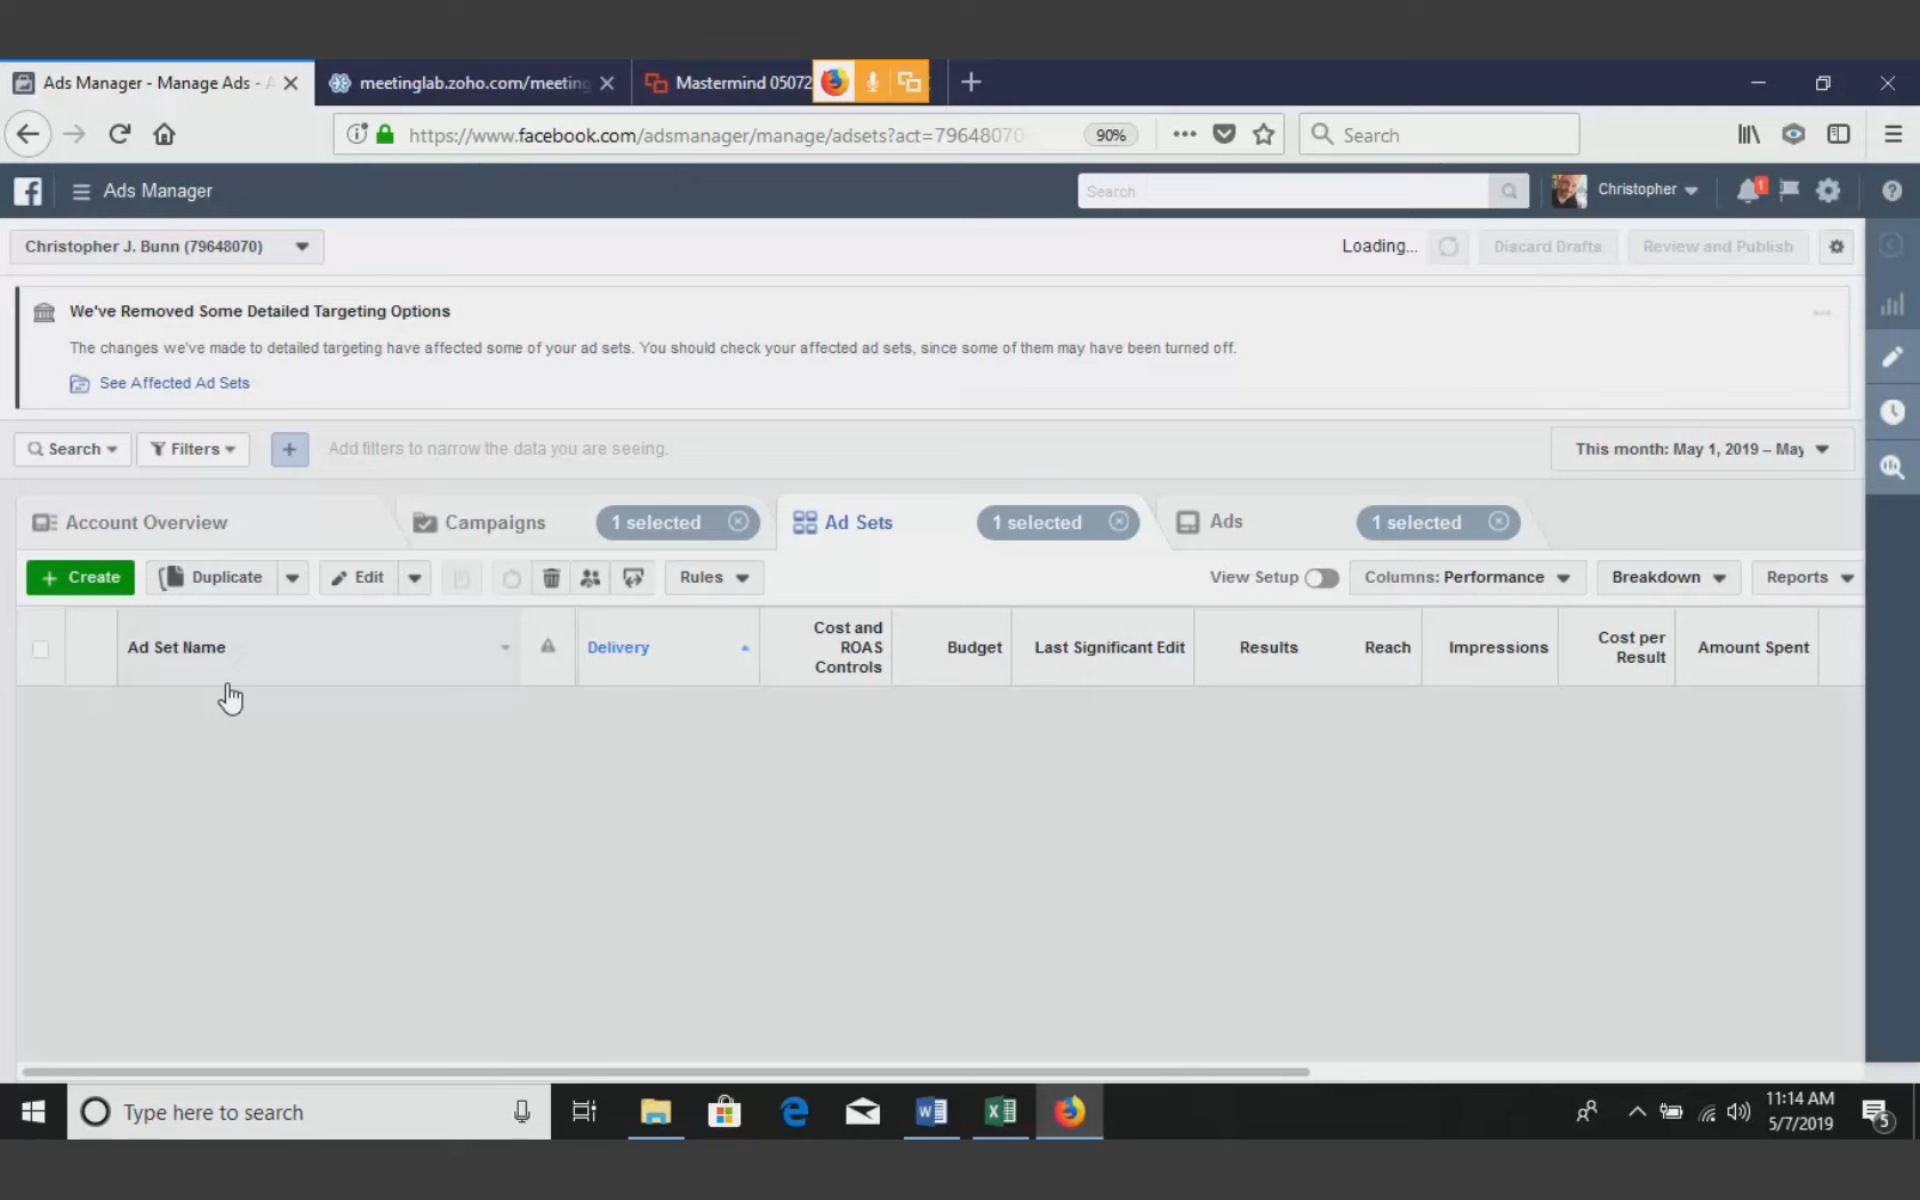 Ads Manager - Manage Ads - A
meetinglab.zoho.com/meeting
Mastermind 05072
https://www.facebook.com/adsmanager/manage/adsets?act=79648070
90%
Search
Ads Manager
Search
Christopher
1
Christopher J. Bunn (79648070)
Loading...
Discard Drafts
Review and Publish
We've Removed Some Detailed Targeting Options
The changes we've made to detailed targeting have affected some of your ad sets. You should check your affected ad sets, since some of them may have been turned off.
See Affected Ad Sets
Search
Filters
Add filters to narrow the data you are seeing.
This month: May 1, 2019 – May
Account Overview
Campaigns
1 selected
Ad Sets
1 selected
Ads
1 selected
+ Create
Duplicate
Edit
Rules
View Setup
Columns: Performance
Breakdown
Reports
Ad Set Name
Delivery
Cost and
ROAS
Controls
Budget
Last Significant Edit
Results
Reach
Impressions
Cost per
Result
Amount Spent
Type here to search
11:14 AM
5/7/2019
5